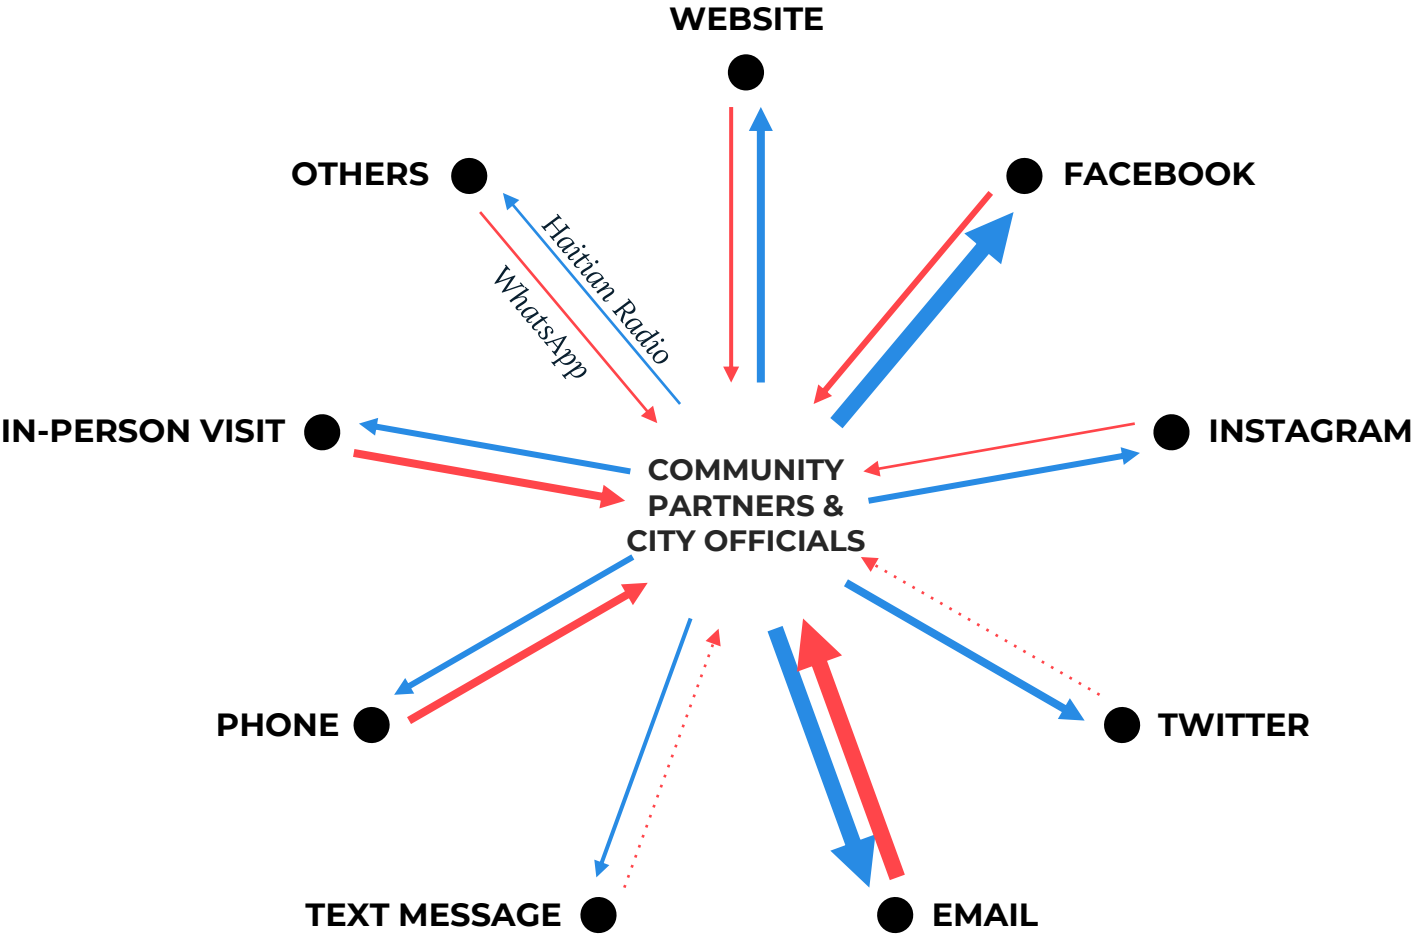 WEBSITE
OTHERS
FACEBOOK
Haitian Radio
WhatsApp
IN-PERSON VISIT
INSTAGRAM
COMMUNITY
PARTNERS &
CITY OFFICIALS
PHONE
TWITTER
TEXT MESSAGE
EMAIL